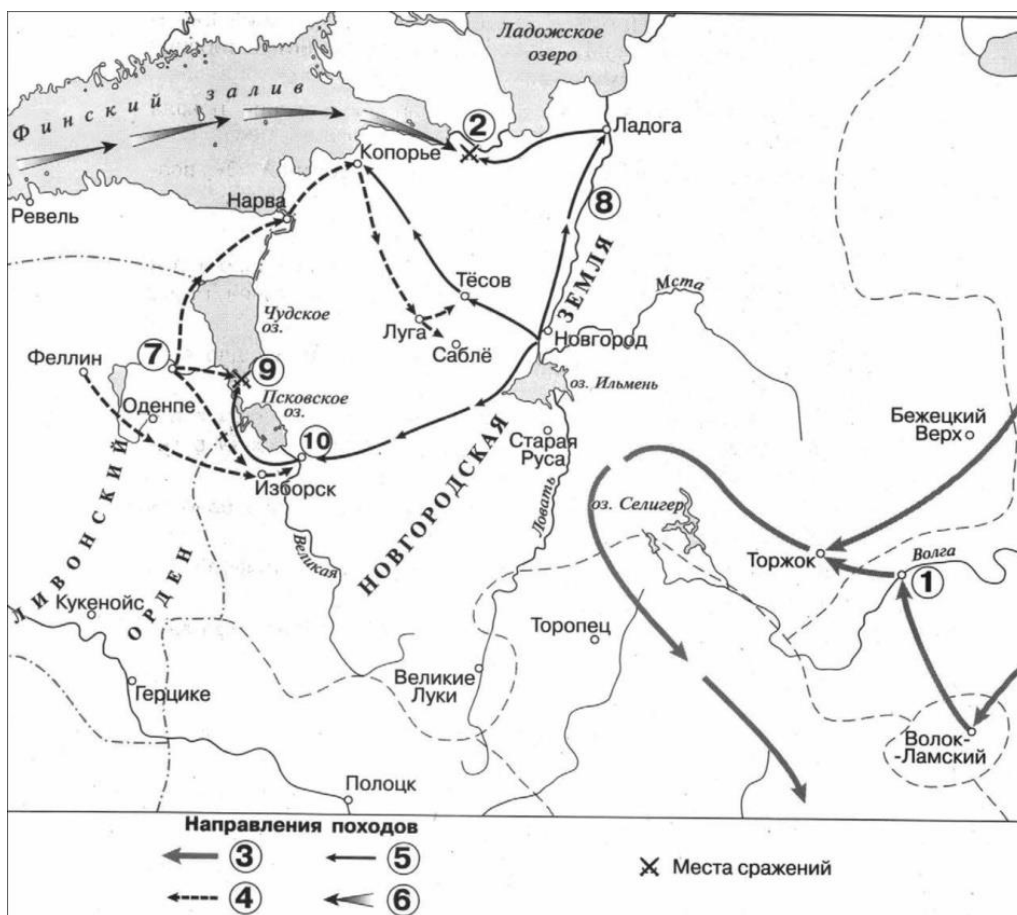 Ладожское
озеро
Финский залив
2
Ладога
Копорье
Ревель
Нарва
8
ЗЕМЛЯ
Мста
Тёсов
Чудское
оз.
Луга
Саблё
Новгород
Феллин
7
9
оз. Ильмень
Псковское
оз.
Оденпе
Бежецкий
Верх
10
Старая
Руса
Изборск
НОВГОРОДСКАЯ
Ловать
оз. Селигер
Великая
Торжок
Волга
1
ЛИВОНСКИЙ
ОРДЕН
Кукенойс
Торопец
Великие
Луки
Герцике
Волок-
-Ламский
Полоцк
Направления походов
3
5
Места сражений
4
6